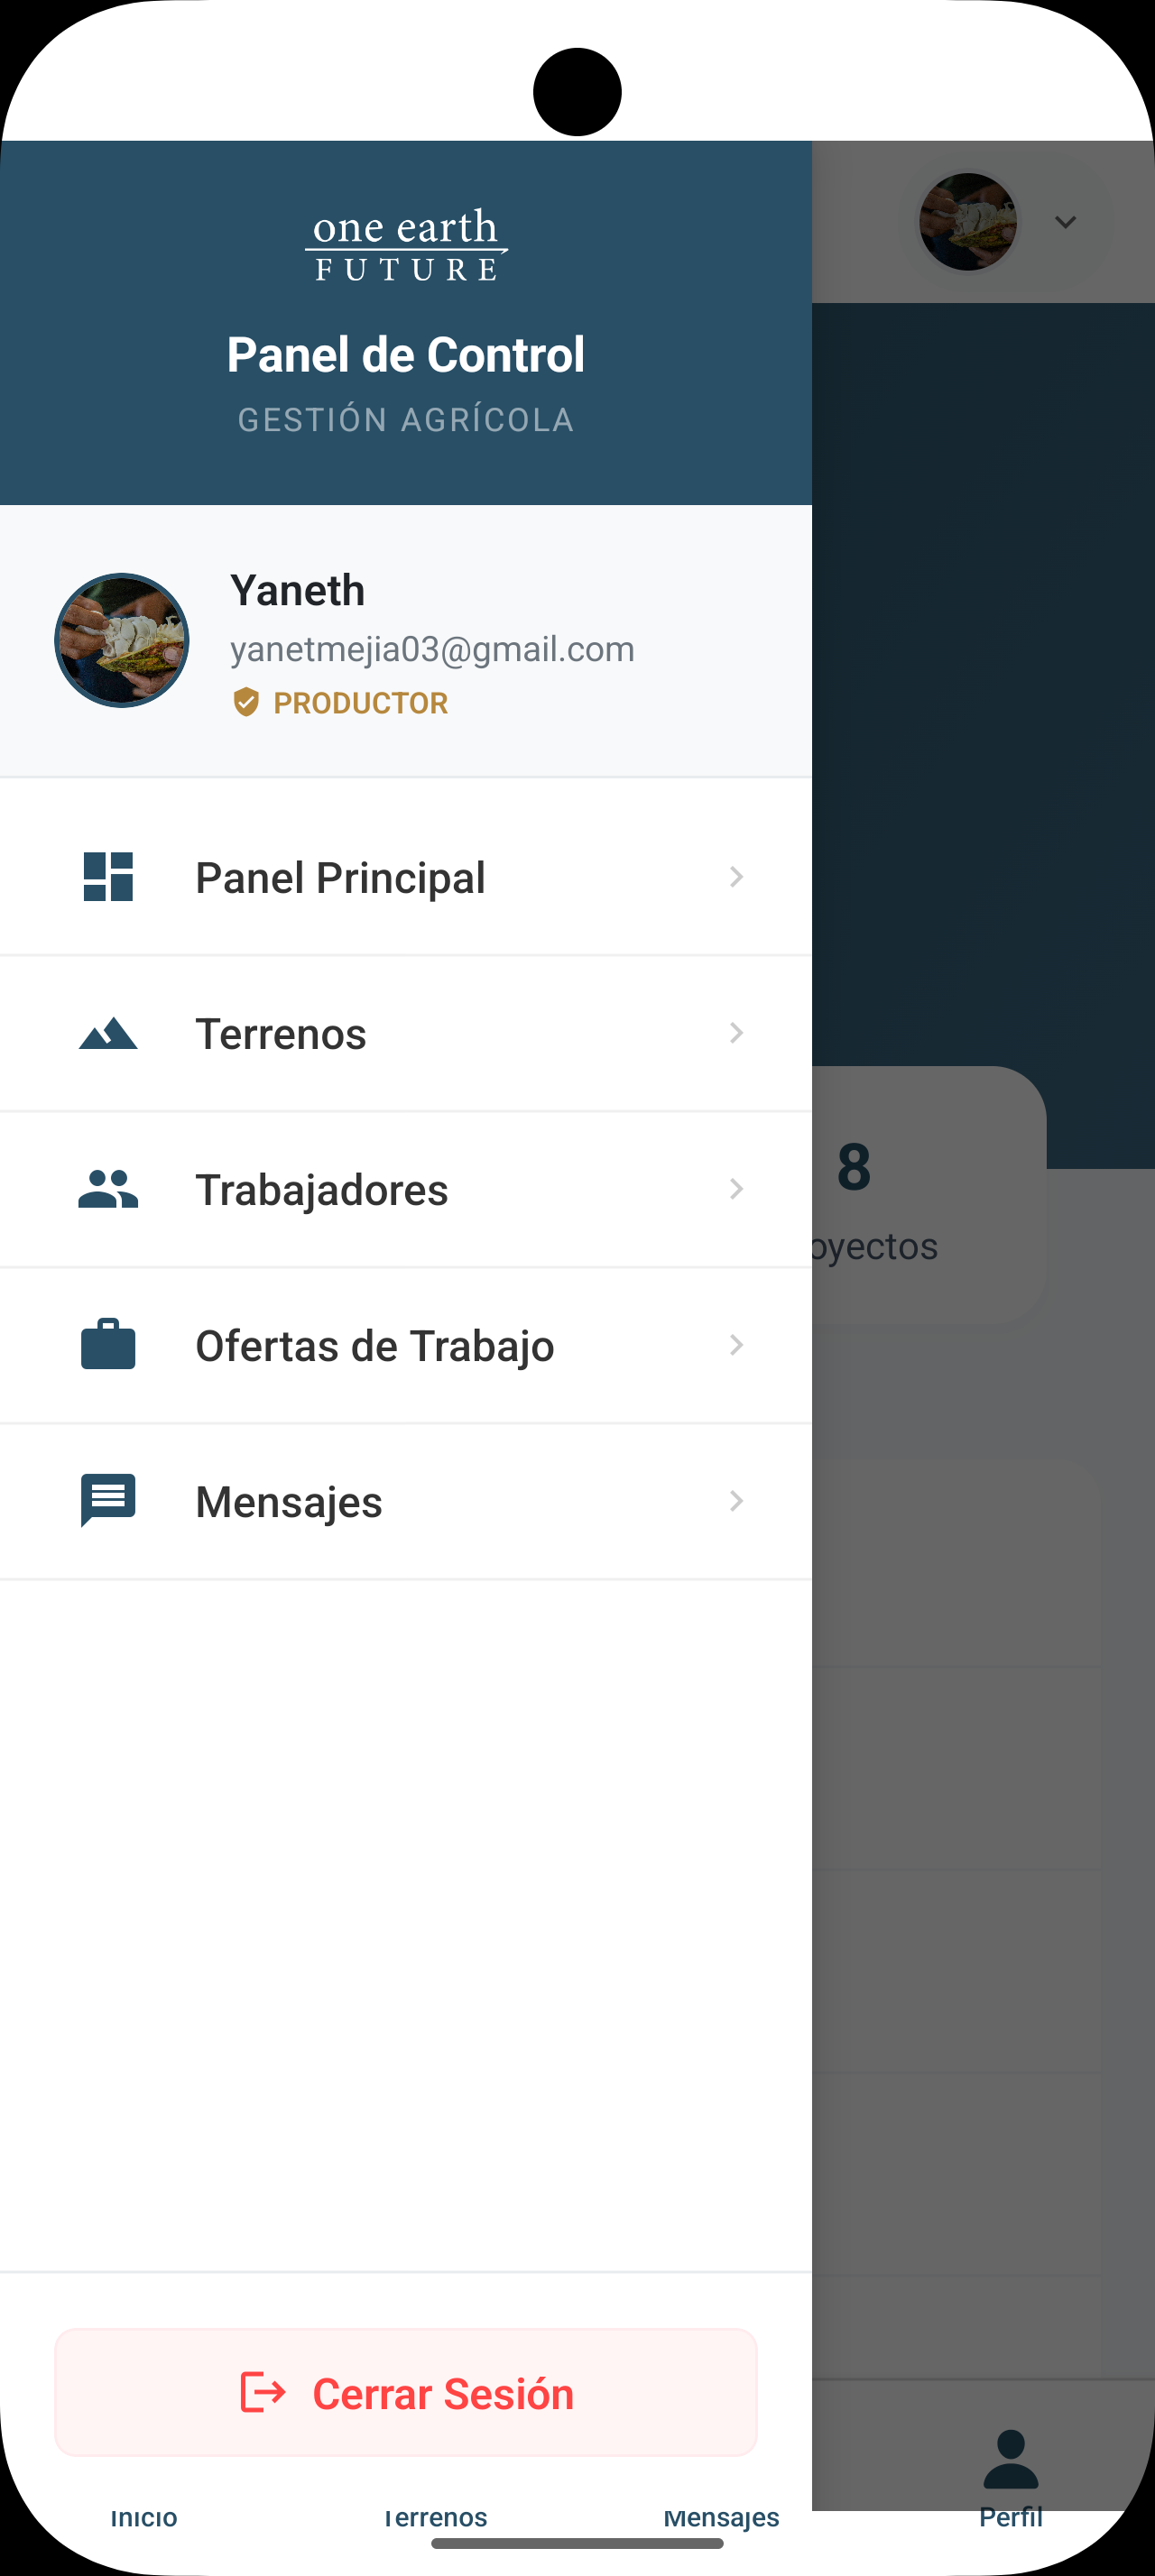 one earth
FUTURE
Panel de Control
GESTIÓN AGRÍCOLA
Yaneth
yanetmejia03@gmail.com
PRODUCTOR
Panel Principal
Terrenos
8
Trabajadores
oyectos
Ofertas de Trabajo
Mensajes
Cerrar Sesión
Inicio Terrenos Mensajes Perfil